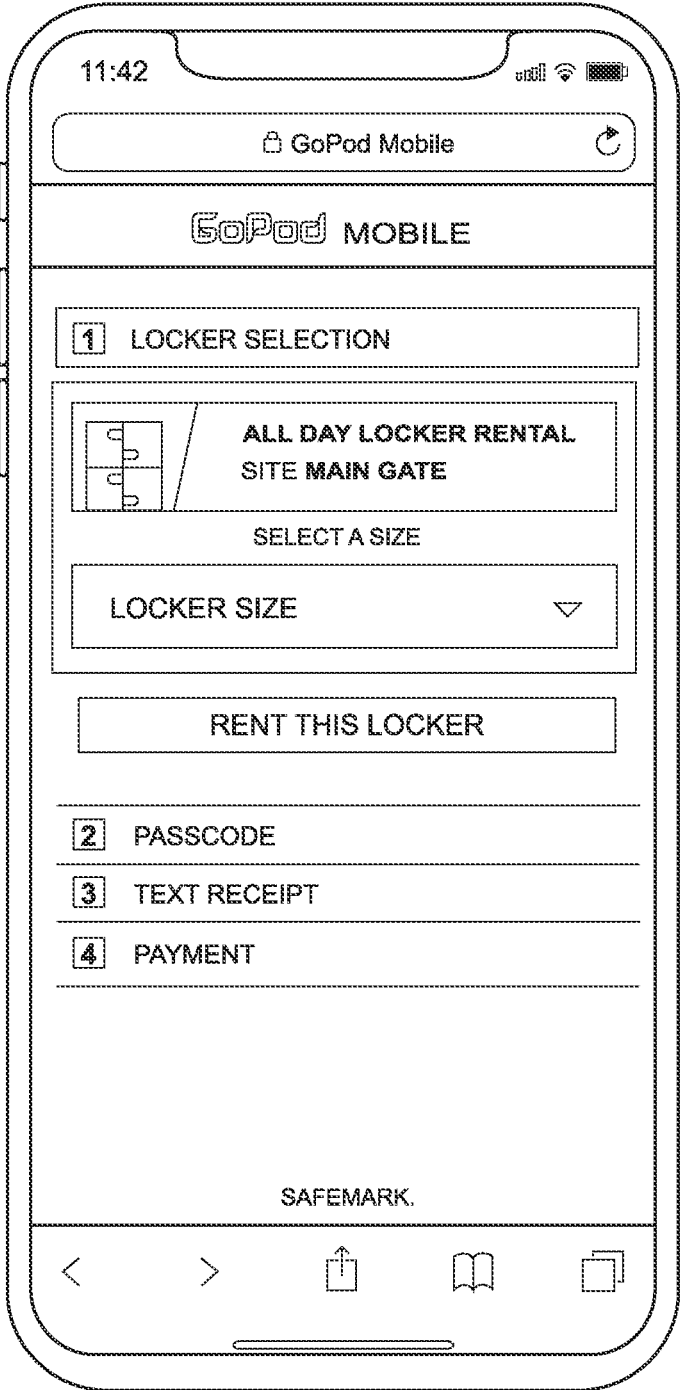 11:42
GoPod Mobile
GoPod MOBILE
1 LOCKER SELECTION
ALL DAY LOCKER RENTAL
SITE MAIN GATE
SELECT A SIZE
LOCKER SIZE
RENT THIS LOCKER
2 PASSCODE
3 TEXT RECEIPT
4 PAYMENT
SAFEMARK.